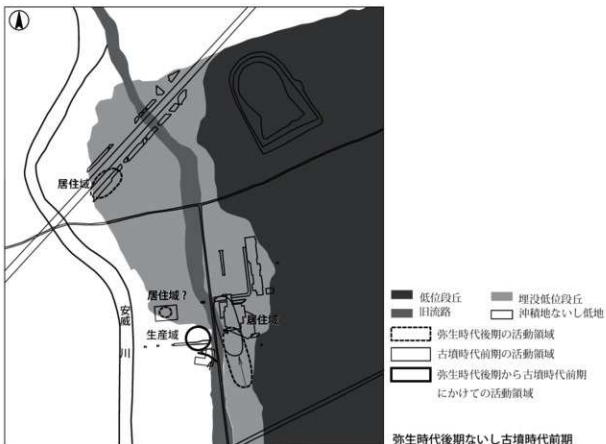 居住域
居住域?
生産域
居住域
安威川
低位段丘
埋没低位段丘
旧流路
沖積地ないし低地
弥生時代後期の活動領域
古墳時代前期の活動領域
弥生時代後期から古墳時代前期
にかけての活動領域
弥生時代後期ないし古墳時代前期